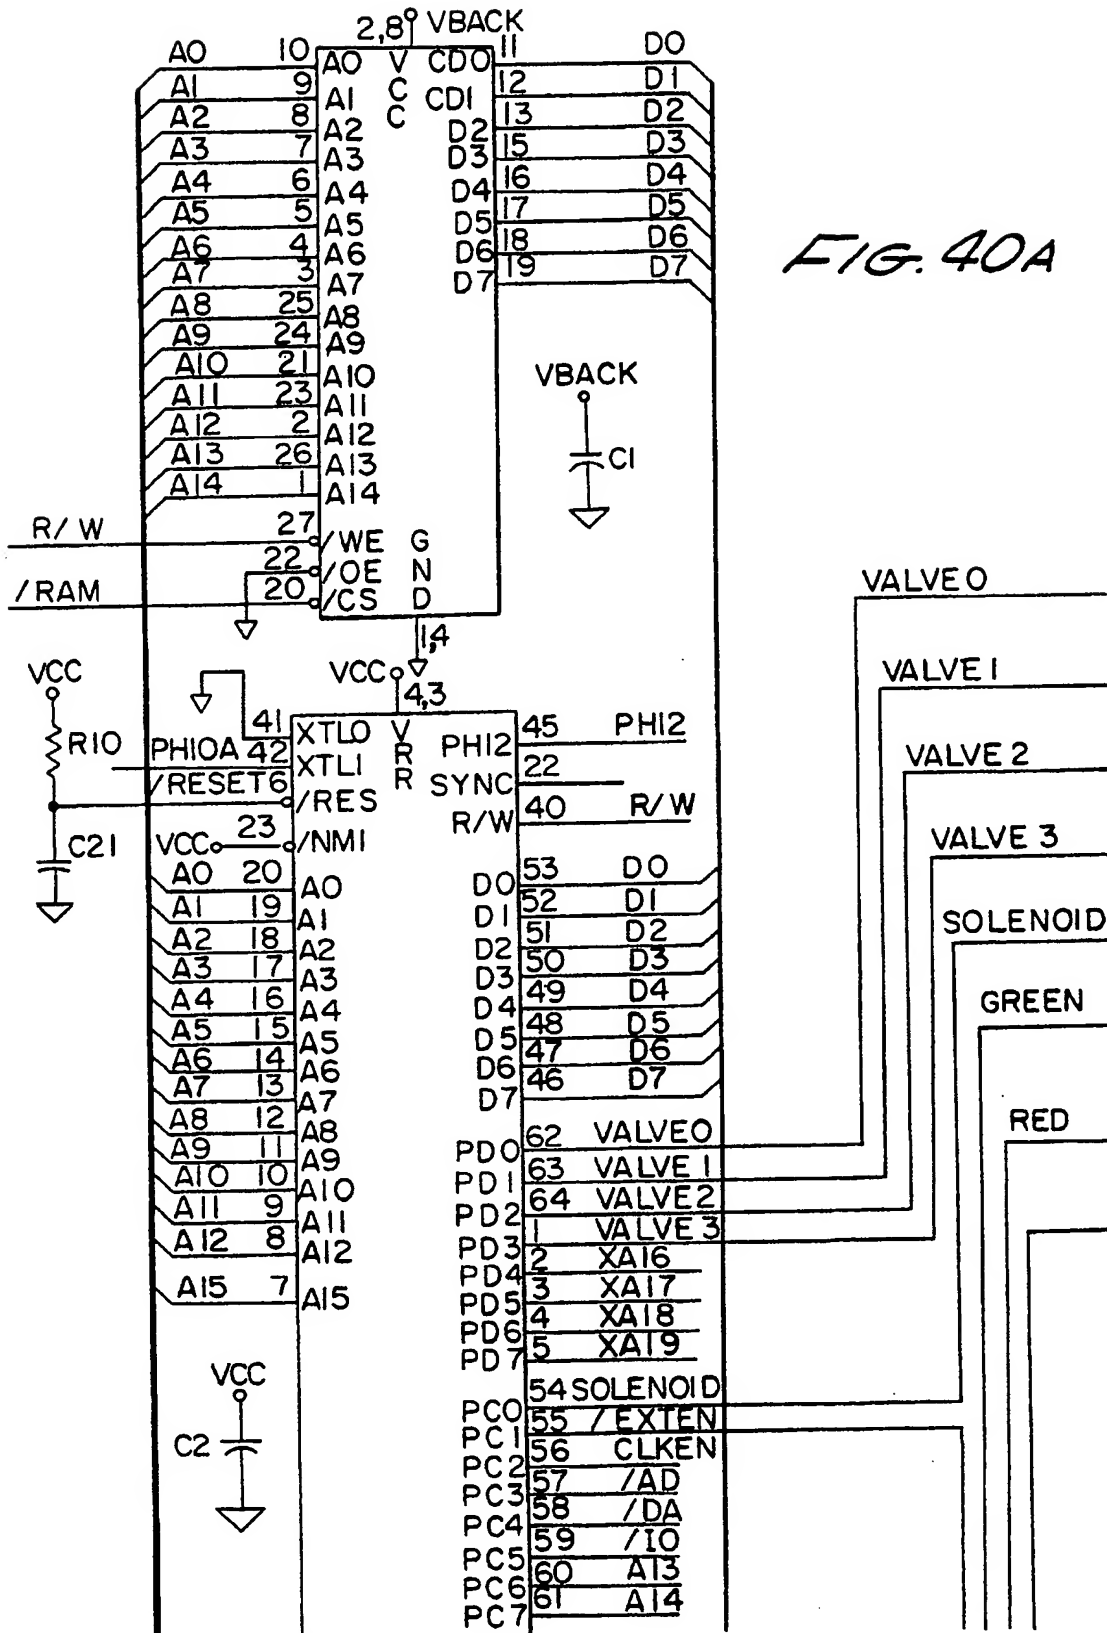 2,8 VBACK
A0 10 A0 V CD0 11 D0
A1 9 A1 C CD1 12 D1
A2 8 A2 C D2 13 D2
A3 7 A3 D3 15 D3
A4 6 A4 D4 16 D4
A5 5 A5 D5 17 D5
A6 4 A6 D6 18 D6
A7 3 A7 D7 19 D7
FIG. 40A
A8 25 A8
A9 24 A9
A10 21 A10
A11 23 A11
A12 2 A12
A13 26 A13
A14 1 A14
VBACK
C1
R/W 27 /WE G
22 /OE N
/RAM 20 /CS D
1,4
VCC 4,3
VCC
R10
C21
41 XTLO V PHI2 45 PHI2
PHIOA 42 XTLI R SYNC 22
/RESET 6 /RES R R/W 40 R/W
VCC 23 /NMI
A0 20 A0 D0 53 D0
A1 19 A1 D1 52 D1
A2 18 A2 D2 51 D2
A3 17 A3 D3 50 D3
A4 16 A4 D4 49 D4
A5 15 A5 D5 48 D5
A6 14 A6 D6 47 D6
A7 13 A7 D7 46 D7
A8 12 A8 PD0 62 VALVE0
A9 11 A9 PD1 63 VALVE 1
A10 10 A10 PD2 64 VALVE2
A11 9 A11 PD3 1 VALVE 3
A12 8 A12 PD4 2 XA16
A15 7 A15 PD5 3 XA17
PD6 4 XA18
PD7 5 XA19
VCC
C2
PC0 54 SOLENOID
PC1 55 /EXTEN
PC2 56 CLKEN
PC3 57 /AD
PC4 58 /DA
PC5 59 /IO
PC6 60 A13
PC7 61 A14
VALVE0
VALVE 1
VALVE 2
VALVE 3
SOLENOID
GREEN
RED